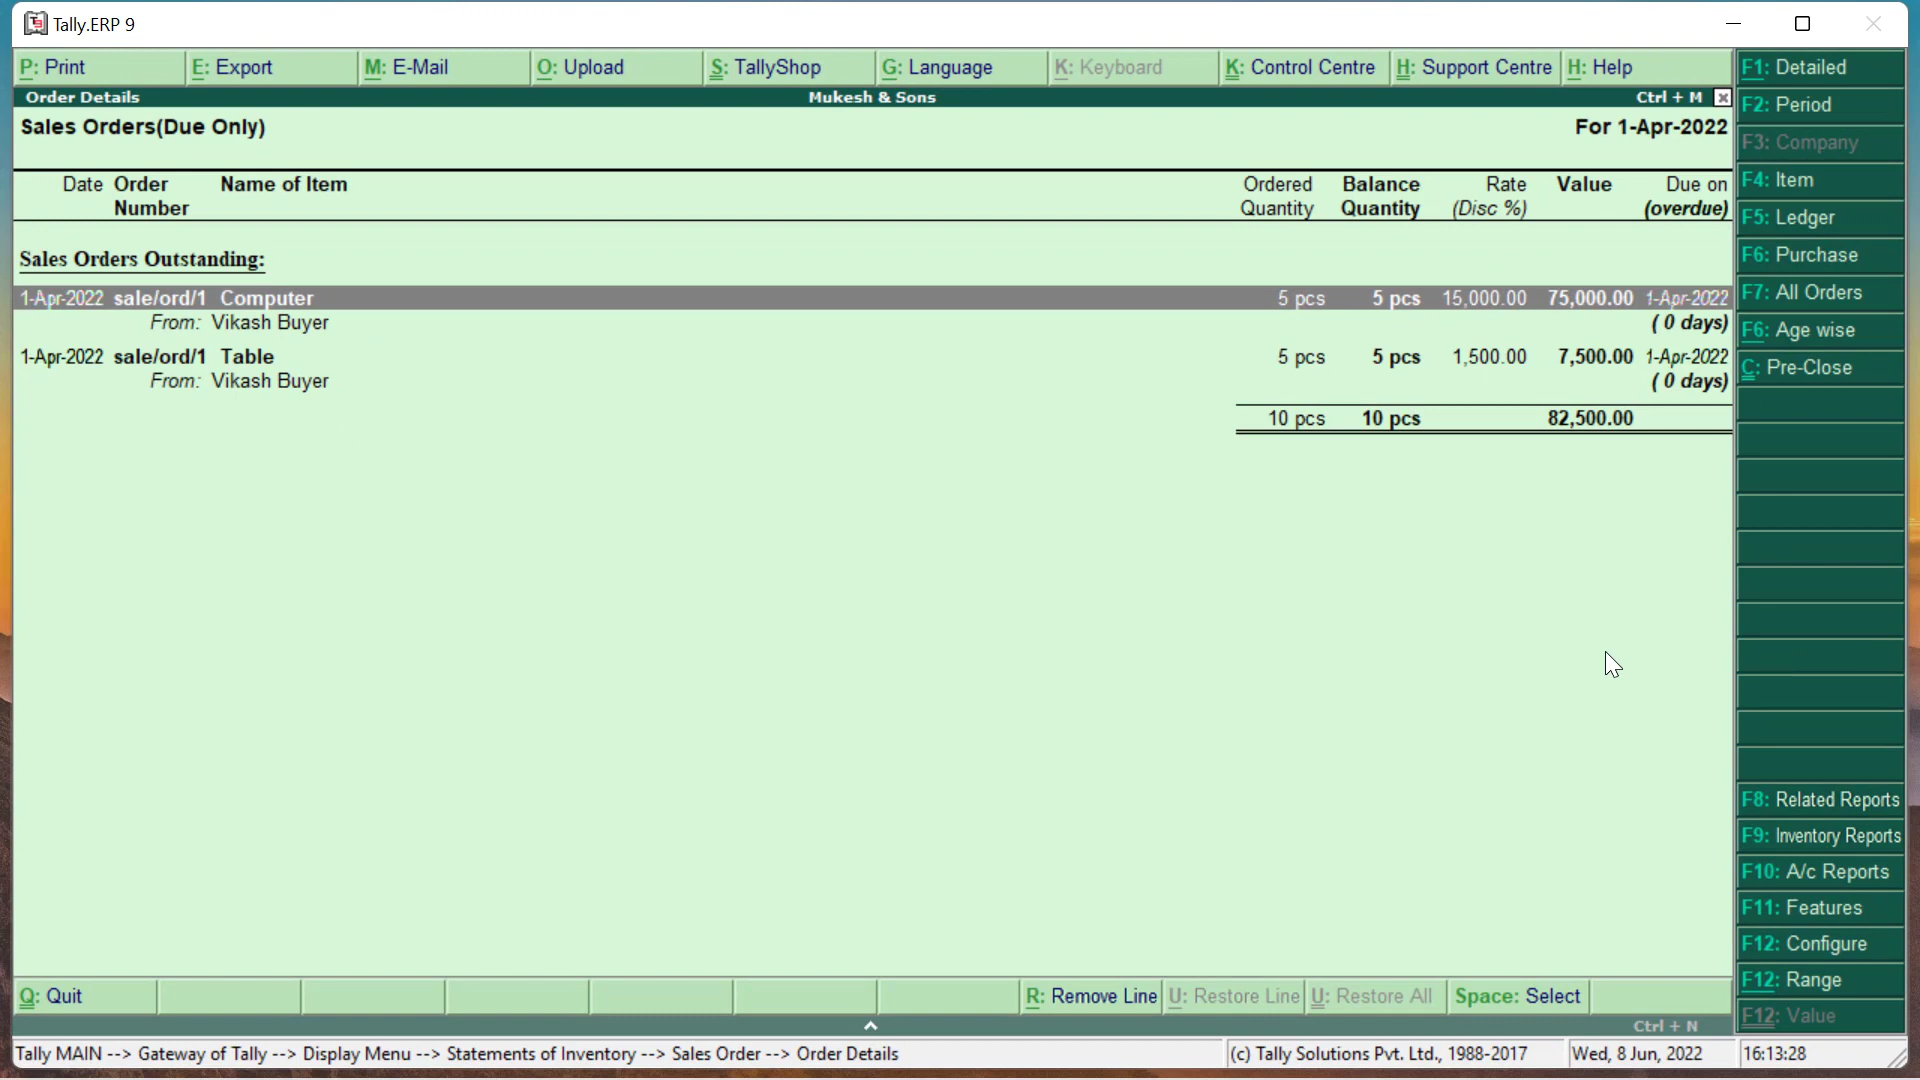 Tally.ERP 9
P: Print E: Export M: E-Mail O: Upload S: TallyShop G: Language K: Keyboard K: Control Centre H: Support Centre H: Help
Order Details Mukesh & Sons Ctrl + M
Sales Orders(Due Only) For 1-Apr-2022
Date Order Name of Item Ordered Balance Rate Value Due on
Number Quantity Quantity (Disc %) (overdue)
Sales Orders Outstanding:
1-Apr-2022 sale/ord/1 Computer 5 pcs 5 pcs 15,000.00 75,000.00 1-Apr-2022
From: Vikash Buyer ( 0 days)
1-Apr-2022 sale/ord/1 Table 5 pcs 5 pcs 1,500.00 7,500.00 1-Apr-2022
From: Vikash Buyer ( 0 days)
10 pcs 10 pcs 82,500.00
F1: Detailed
F2: Period
F3: Company
F4: Item
F5: Ledger
F6: Purchase
F7: All Orders
F6: Age wise
C: Pre-Close
F8: Related Reports
F9: Inventory Reports
F10: A/c Reports
F11: Features
F12: Configure
F12: Range
F12: Value
Q: Quit R: Remove Line U: Restore Line U: Restore All Space: Select
Ctrl + N
Tally MAIN --> Gateway of Tally --> Display Menu --> Statements of Inventory --> Sales Order --> Order Details (c) Tally Solutions Pvt. Ltd., 1988-2017 Wed, 8 Jun, 2022 16:13:28